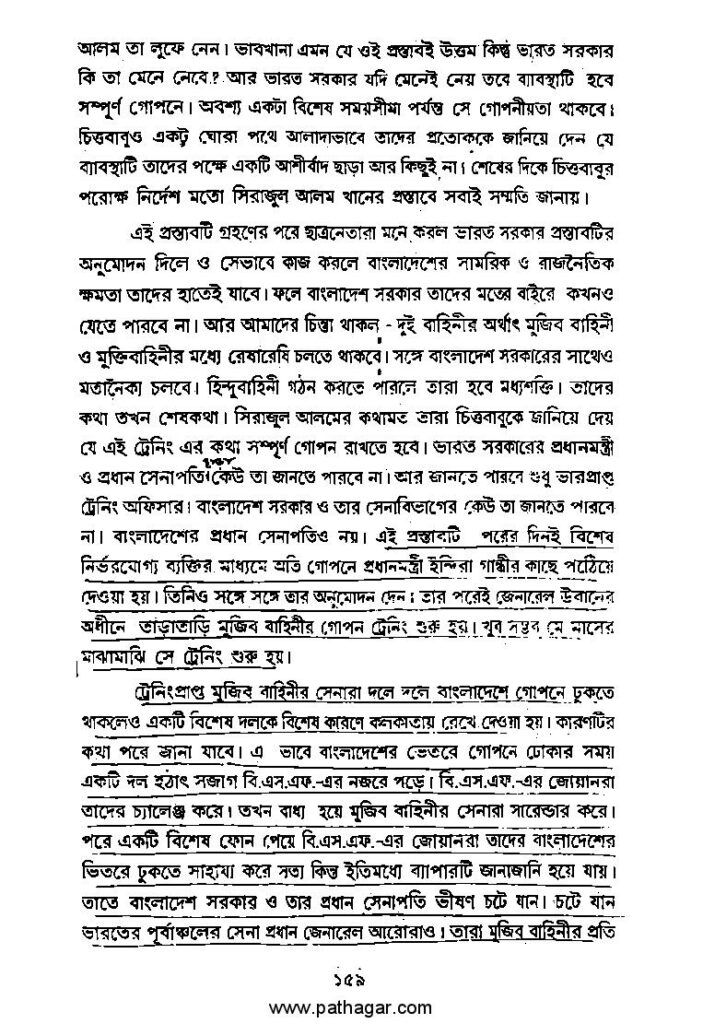 আলম তা লুফে নেন। ভাবখানা এমন যে ওই প্রস্তাবই উত্তম কিন্তু ভারত সরকার
কি তা মেনে নেবে? আর ভারত সরকার যদি মেনেই নেয় তবে ব্যাবস্থাটি হবে
সম্পূর্ণ গোপনে। অবশ্য একটা বিশেষ সময়সীমা পর্যন্ত সে গোপনীয়তা থাকবে।
চিত্তবাবুও একটু ঘোরা পথে আলাদাভাবে তাদের প্রত্যেককে জানিয়ে দেন যে
ব্যাবস্থাটি তাদের পক্ষে একটি আশীর্বাদ ছাড়া আর কিছুই না। শেষের দিকে চিত্তবাবুর
পরোক্ষ নির্দেশ মতো সিরাজুল আলম খানের প্রস্তাবে সবাই সম্মতি জানায়।
এই প্রস্তাবটি গ্রহণের পরে ছাত্রনেতারা মনে করল ভারত সরকার প্রস্তাবটির
অনুমোদন দিলে ও সেভাবে কাজ করলে বাংলাদেশের সামরিক ও রাজনৈতিক
ক্ষমতা তাদের হাতেই যাবে। ফলে বাংলাদেশ সরকার তাদের মতের বাইরে কখনও
যেতে পারবে না। আর আমাদের চিন্তা থাকল - দুই বাহিনীর অর্থাৎ মুজিব বাহিনী
ও মুক্তিবাহিনীর মধ্যে রেষারেষি চলতে থাকবে। সঙ্গে বাংলাদেশ সরকারের সাথেও
মতানৈক্য চলবে। হিন্দুবাহিনী গঠন করতে পারলে তারা হবে মধ্যশক্তি। তাদের
কথা তখন শেষকথা। সিরাজুল আলমের কথামত তারা চিত্তবাবুকে জানিয়ে দেয়
যে এই ট্রেনিং এর কথা সম্পূর্ণ গোপন রাখতে হবে। ভারত সরকারের প্রধানমন্ত্রী
ও প্রধান সেনাপতি কেউ তা জানতে পারবে না। আর জানতে পারবে শুধু ভারপ্রাপ্ত
ট্রেনিং অফিসার। বাংলাদেশ সরকার ও তার সেনাবিভাগের কেউ তা জানতে পারবে
না। বাংলাদেশের প্রধান সেনাপতিও নয়। এই প্রস্তাবটি পরের দিনই বিশেষ
নির্ভরযোগ্য ব্যক্তির মাধ্যমে অতি গোপনে প্রধানমন্ত্রী ইন্দিরা গান্ধীর কাছে পাঠিয়ে
দেওয়া হয়। তিনিও সঙ্গে সঙ্গে তার অনুমোদন দেন। তার পরেই জেনারেল উবানের
অধীনে তাড়াতাড়ি মুজিব বাহিনীর গোপন ট্রেনিং শুরু হয়। খুব সম্ভব মে মাসের
মাঝামাঝি সে ট্রেনিং শুরু হয়।
ট্রেনিংপ্রাপ্ত মুজিব বাহিনীর সেনারা দলে দলে বাংলাদেশে গোপনে ঢুকতে
থাকলেও একটি বিশেষ দলকে বিশেষ কারণে কলকাতায় রেখে দেওয়া হয়। কারণটির
কথা পরে জানা যাবে। এ ভাবে বাংলাদেশের ভেতরে গোপনে ঢোকার সময়
একটি দল হঠাৎ সজাগ বি.এস.এফ.-এর নজরে পড়ে। বি.এস.এফ.-এর জোয়ানরা
তাদের চ্যালেঞ্জ করে। তখন বাধ্য হয়ে মুজিব বাহিনীর সেনারা সারেন্ডার করে।
পরে একটি বিশেষ ফোন পেয়ে বি.এস.এফ.-এর জোয়ানরা তাদের বাংলাদেশের
ভিতরে ঢুকতে সাহায্য করে সত্য কিন্তু ইতিমধ্যে ব্যাপারটি জানাজানি হয়ে যায়।
তাতে বাংলাদেশ সরকার ও তার প্রধান সেনাপতি ভীষণ চটে যান। চটে যান
ভারতের পূর্বাঞ্চলের সেনা প্রধান জেনারেল আরোরাও। তারা মুজিব বাহিনীর প্রতি
১৫৯
www.pathagar.com